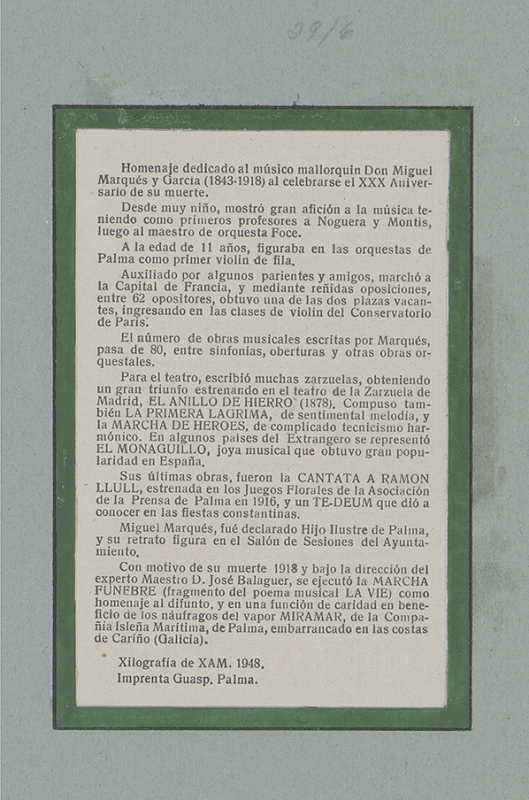 39/6
Homenaje dedicado al músico mallorquin Don Miguel
Marqués y García (1843-1918) al celebrarse el XXX Aniver-
sario de su muerte.
Desde muy niño, mostró gran afición a la música te-
niendo como primeros profesores a Noguera y Montis,
luego al maestro de orquesta Foce.
A la edad de 11 años, figuraba en las orquestas de
Palma como primer violin de fila.
Auxiliado por algunos parientes y amigos, marchó a
la Capital de Francia, y mediante reñidas oposiciones,
entre 62 opositores, obtuvo una de las dos plazas vacan-
tes, ingresando en las clases de violin del Conservatorio
de Paris.
El número de obras musicales escritas por Marqués,
pasa de 80, entre sinfonias, oberturas y otras obras or-
questales.
Para el teatro, escribió muchas zarzuelas, obteniendo
un gran triunfo estrenando en el teatro de la Zarzuela de
Madrid, EL ANILLO DE HIERRO (1878). Compuso tam-
bién LA PRIMERA LAGRIMA, de sentimental melodía, y
la MARCHA DE HEROES, de complicado tecnicismo har-
mónico. En algunos paises del Extrangero se representó
EL MONAGUILLO, joya musical que obtuvo gran popu-
laridad en España.
Sus últimas obras, fueron la CANTATA A RAMON
LLULL, estrenada en los Juegos Florales de la Asociación
de la Prensa de Palma en 1916, y un TE-DEUM que dió a
conocer en las fiestas constantinas.
Miguel Marqués, fué declarado Hijo Ilustre de Palma,
y su retrato figura en el Salón de Sesiones del Ayunta-
miento.
Con motivo de su muerte 1918 y bajo la dirección del
experto Maestro D. José Balaguer, se ejecutó la MARCHA
FUNEBRE (fragmento del poema musical LA VIE) como
homenaje al difunto, y en una función de caridad en bene-
ficio de los náufragos del vapor MIRAMAR, de la Compa-
ñia Isleña Marítima, de Palma, embarrancado en las costas
de Cariño (Galicia).
Xilografía de XAM. 1948.
Imprenta Guasp. Palma.